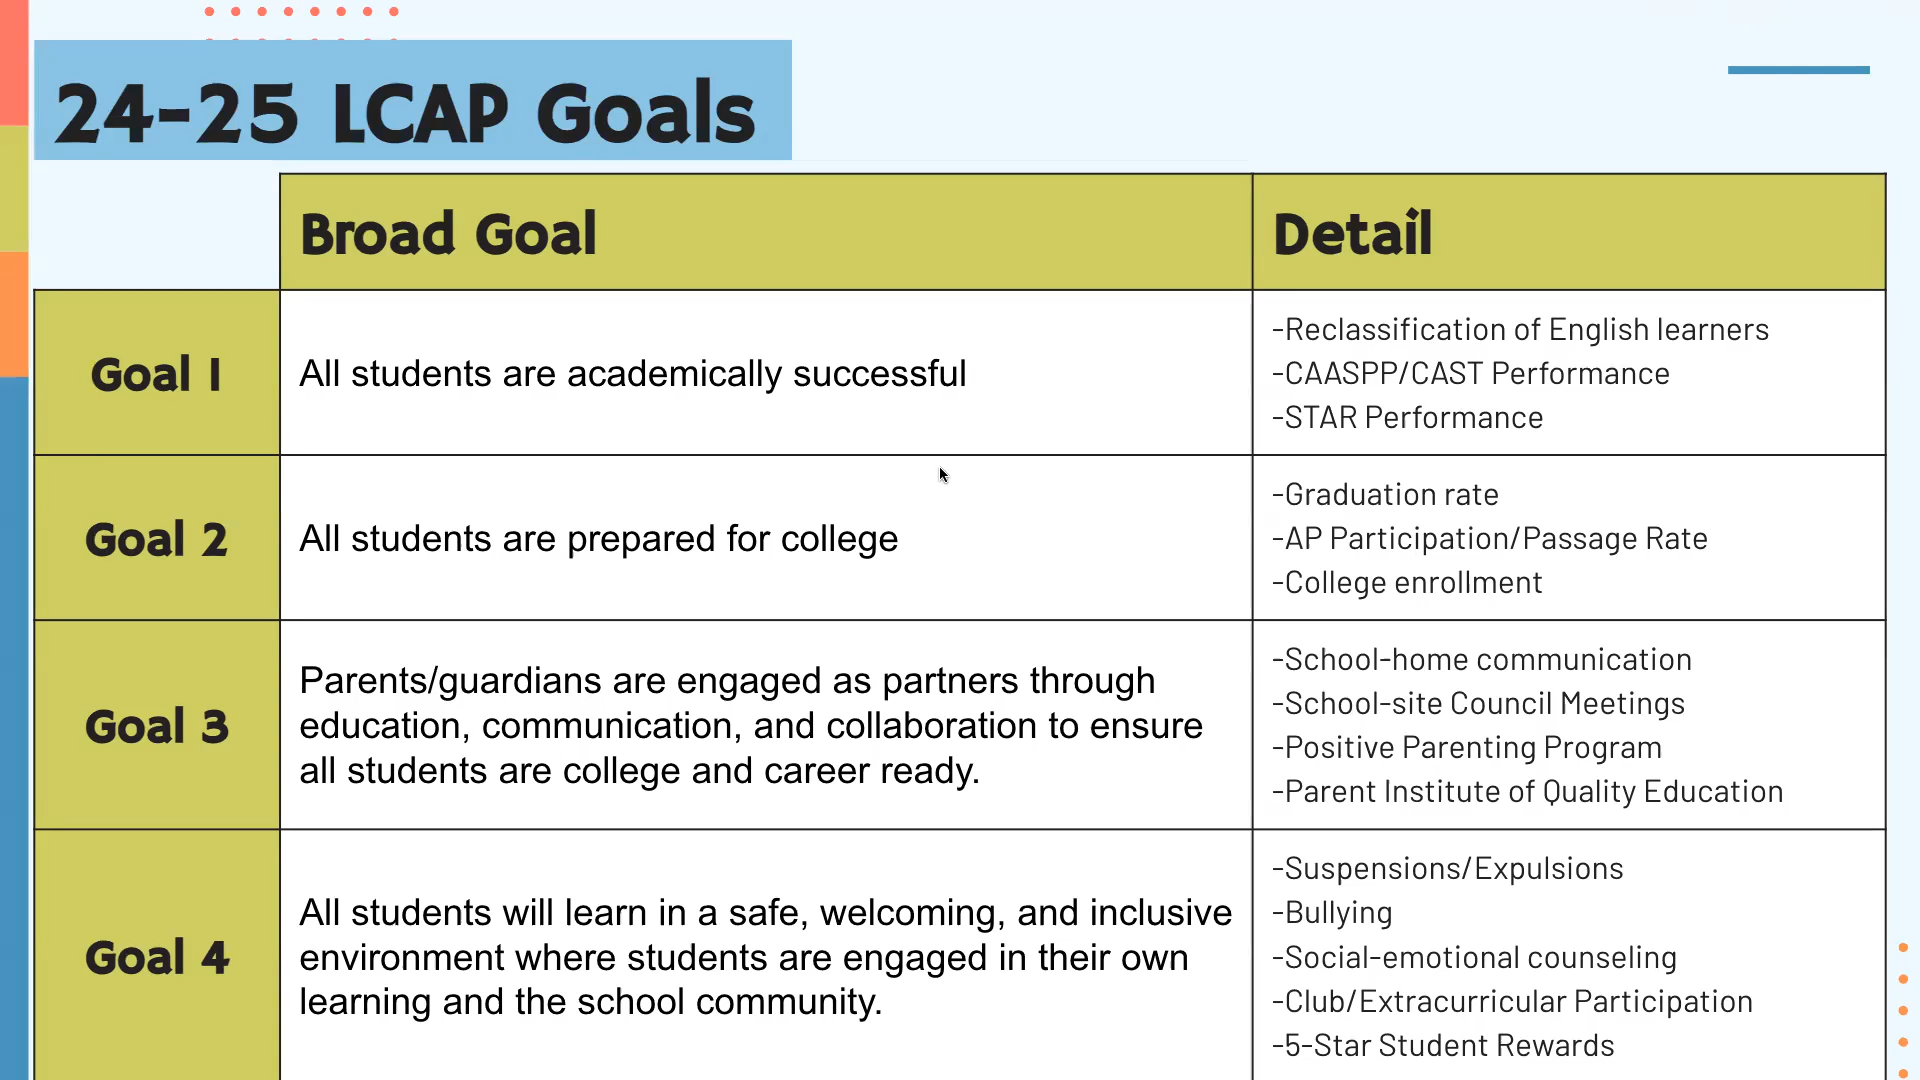 24-25 LCAP Goals
Broad Goal
Detail
Goal 1
All students are academically successful
-Reclassification of English learners
-CAASPP/CAST Performance
-STAR Performance
Goal 2
All students are prepared for college
-Graduation rate
-AP Participation/Passage Rate
-College enrollment
Goal 3
Parents/guardians are engaged as partners through
education, communication, and collaboration to ensure
all students are college and career ready.
-School-home communication
-School-site Council Meetings
-Positive Parenting Program
-Parent Institute of Quality Education
Goal 4
All students will learn in a safe, welcoming, and inclusive
environment where students are engaged in their own
learning and the school community.
-Suspensions/Expulsions
-Bullying
-Social-emotional counseling
-Club/Extracurricular Participation
-5-Star Student Rewards